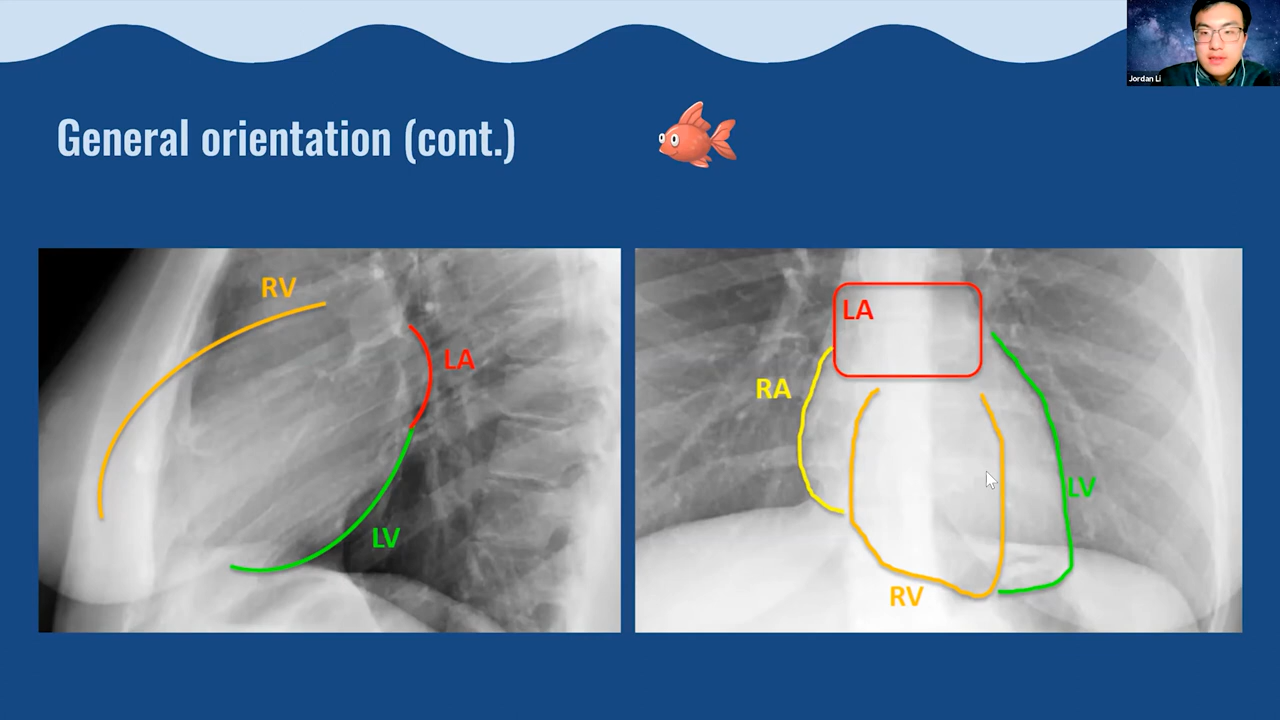 Jordan Li
General orientation (cont.)
RV
LA
LV
LA
RA
LV
RV